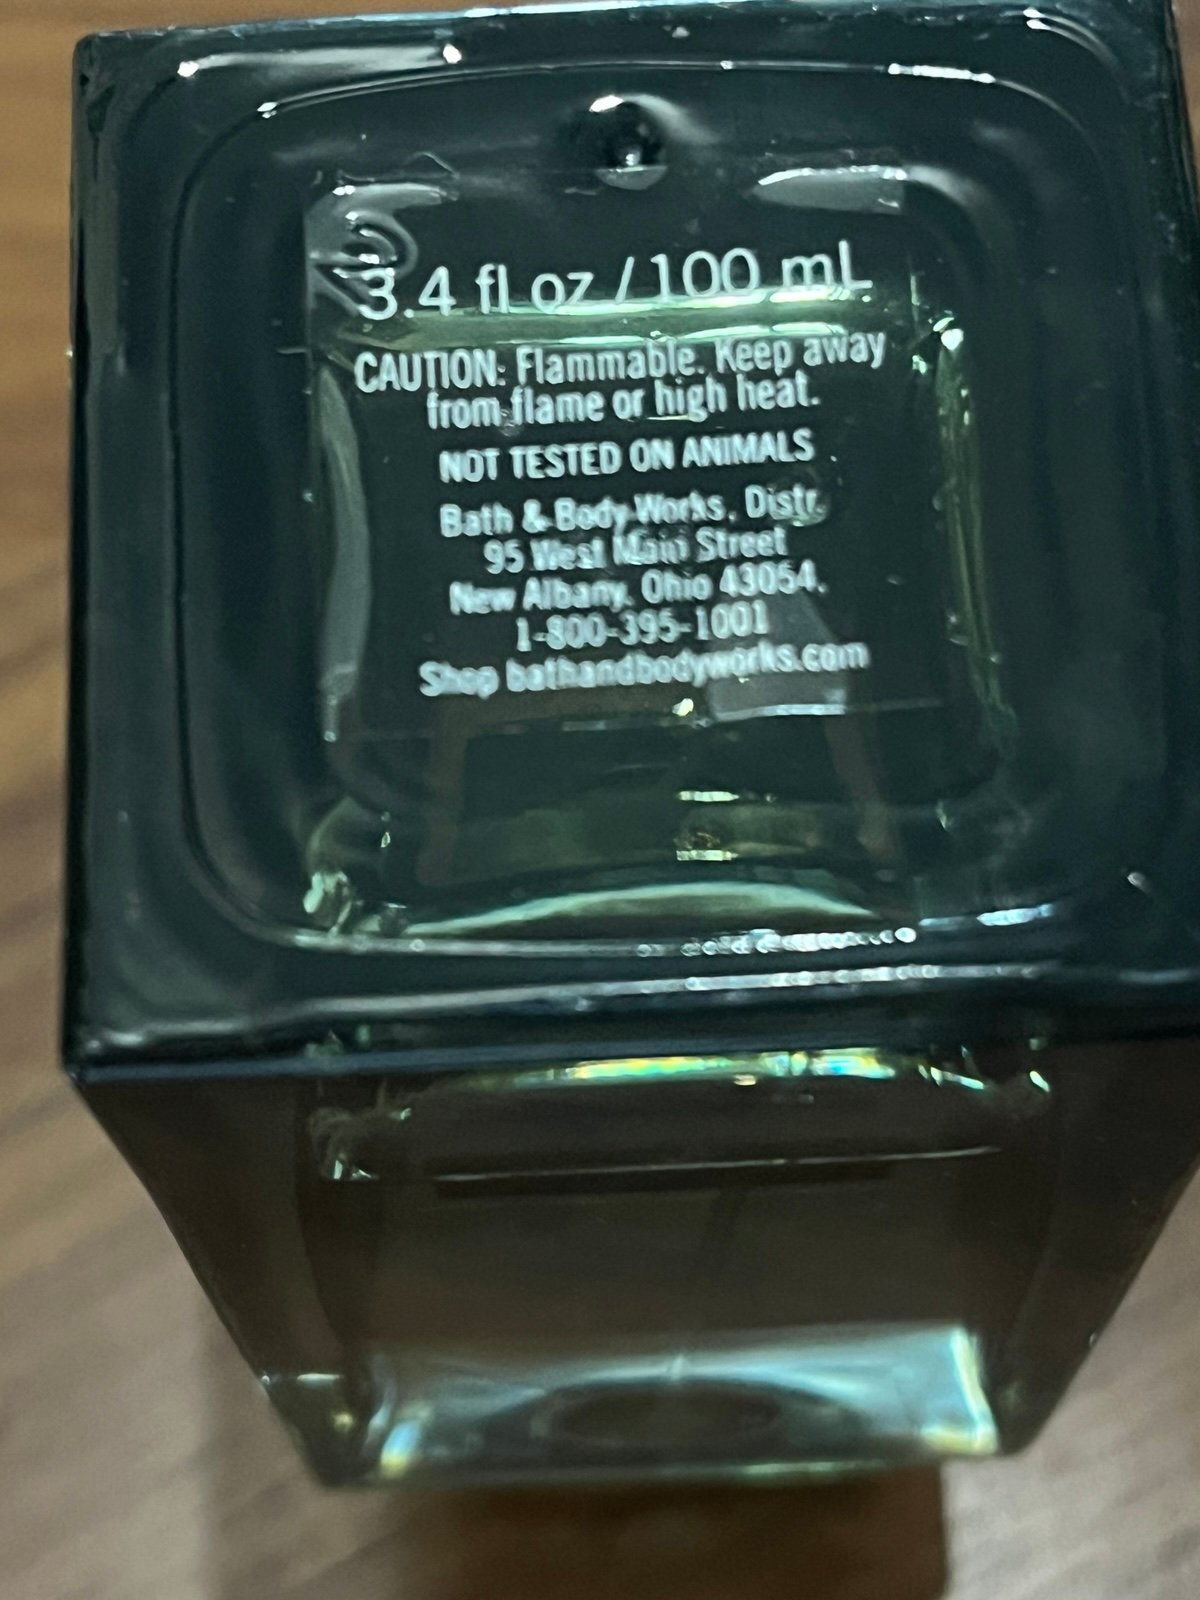 3.4 fl oz / 100 mL
CAUTION: Flammable. Keep away
from flame or high heat.
NOT TESTED ON ANIMALS
Bath & Body Works, Distr.
95 West Main Street
New Albany, Ohio 43054.
1-800-395-1001
Shop bathandbodyworks.com